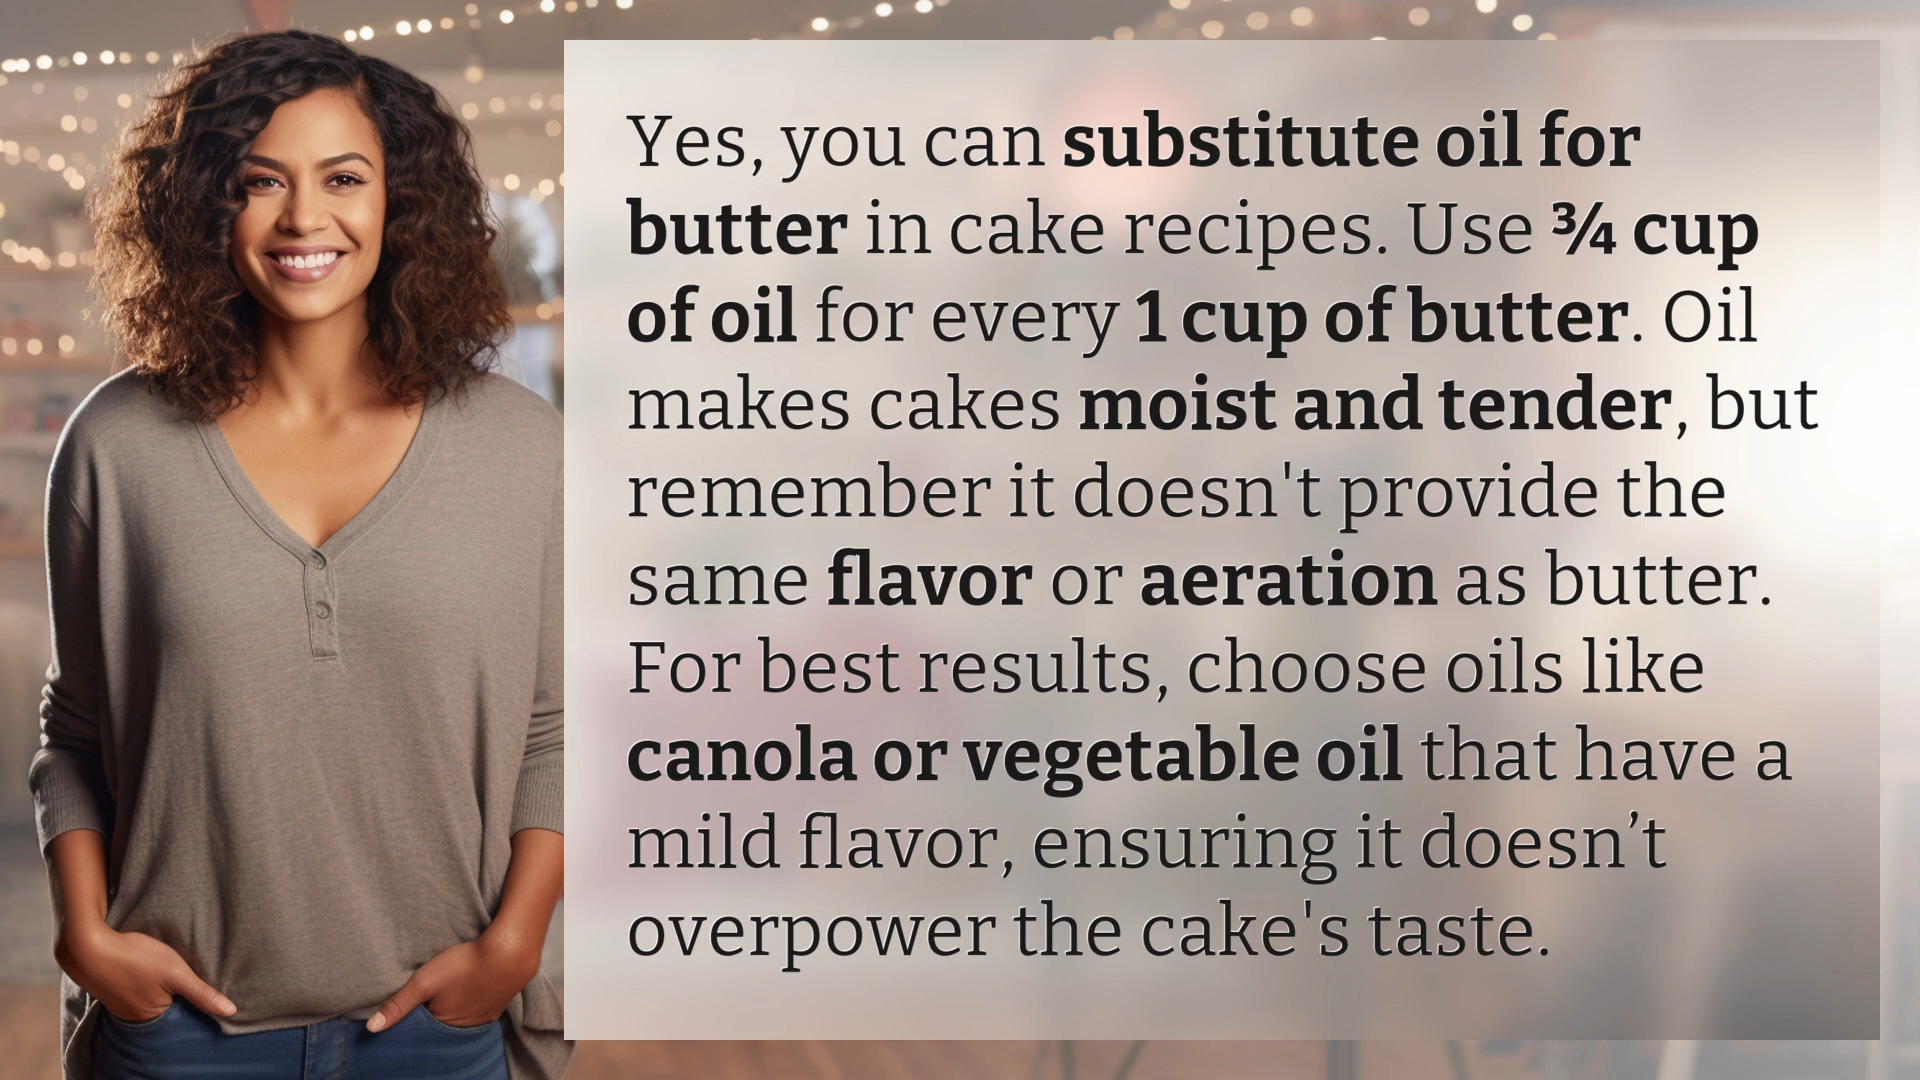 Yes, you can substitute oil for
butter in cake recipes. Use ¾ cup
of oil for every 1 cup of butter. Oil
makes cakes moist and tender, but
remember it doesn't provide the
same flavor or aeration as butter.
For best results, choose oils like
canola or vegetable oil that have a
mild flavor, ensuring it doesn’t
overpower the cake's taste.